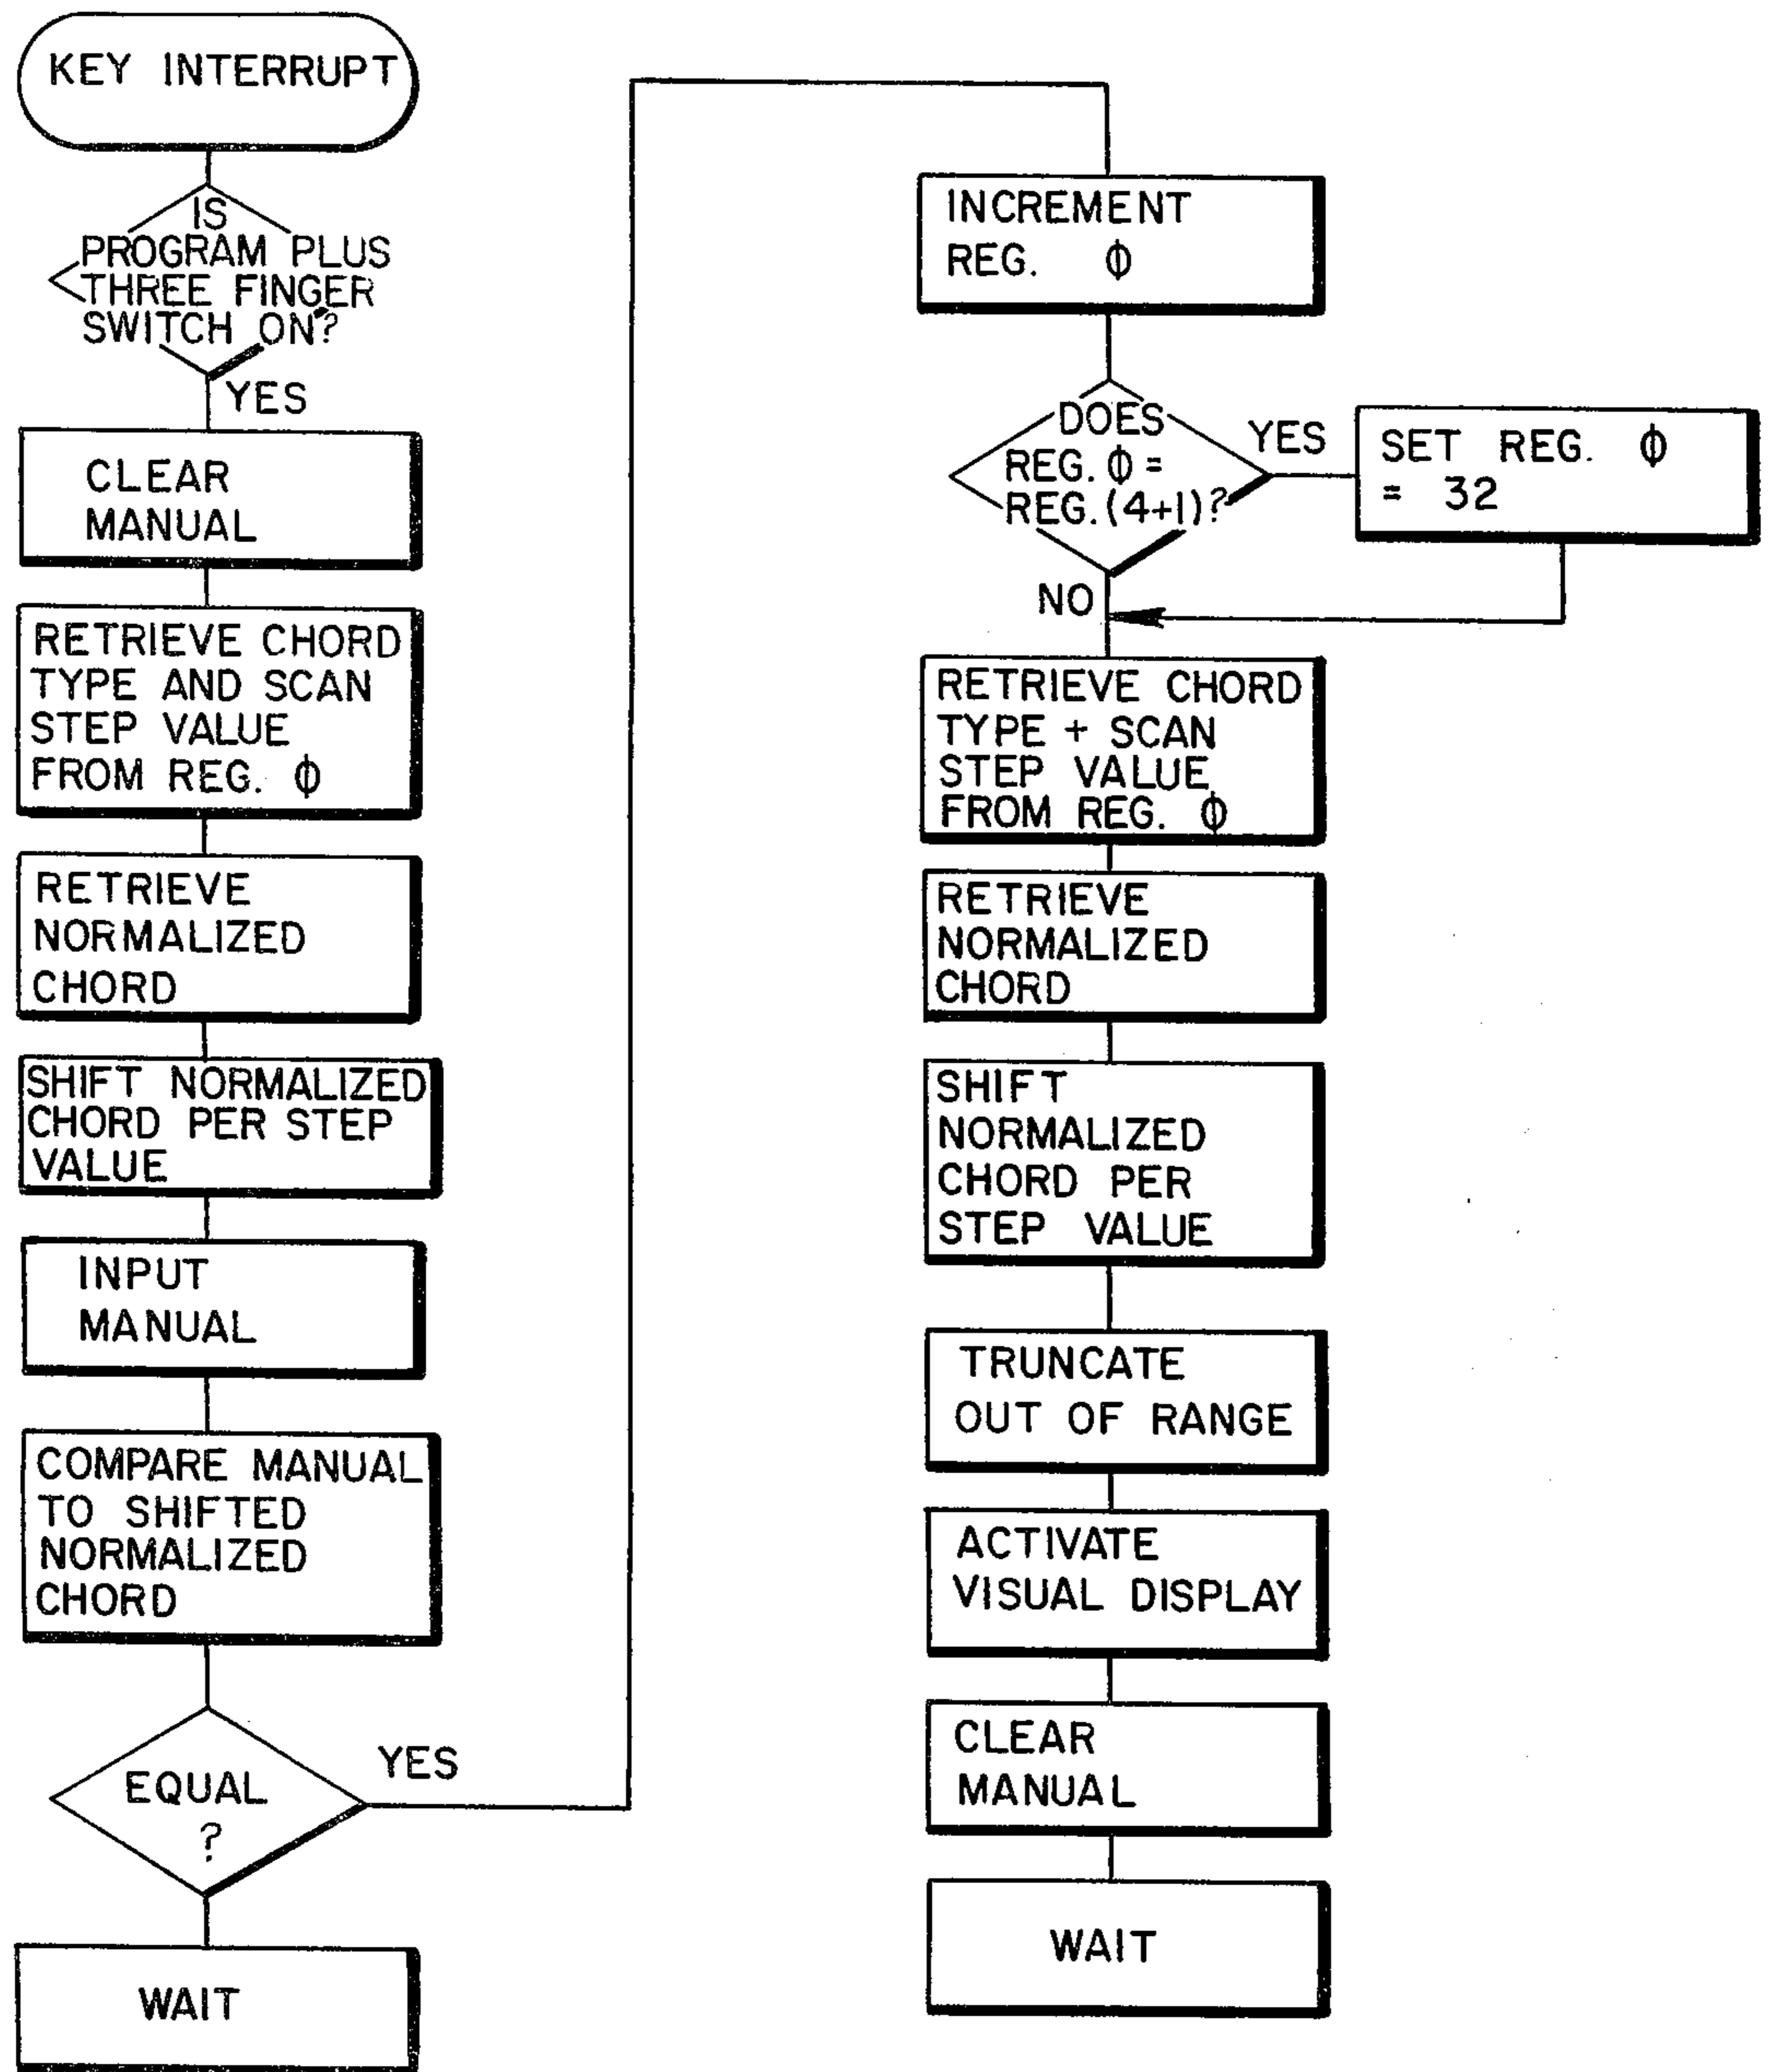 KEY INTERRUPT
IS
PROGRAM PLUS
THREE FINGER
SWITCH ON?
YES
CLEAR
MANUAL
RETRIEVE CHORD
TYPE AND SCAN
STEP VALUE
FROM REG. ϕ
RETRIEVE
NORMALIZED
CHORD
SHIFT NORMALIZED
CHORD PER STEP
VALUE
INPUT
MANUAL
COMPARE MANUAL
TO SHIFTED
NORMALIZED
CHORD
EQUAL
?
YES
WAIT
INCREMENT
REG. ϕ
DOES
REG. ϕ =
REG. (4+1)?
YES
SET REG. ϕ
= 32
NO
RETRIEVE CHORD
TYPE + SCAN
STEP VALUE
FROM REG. ϕ
RETRIEVE
NORMALIZED
CHORD
SHIFT
NORMALIZED
CHORD PER
STEP VALUE
TRUNCATE
OUT OF RANGE
ACTIVATE
VISUAL DISPLAY
CLEAR
MANUAL
WAIT